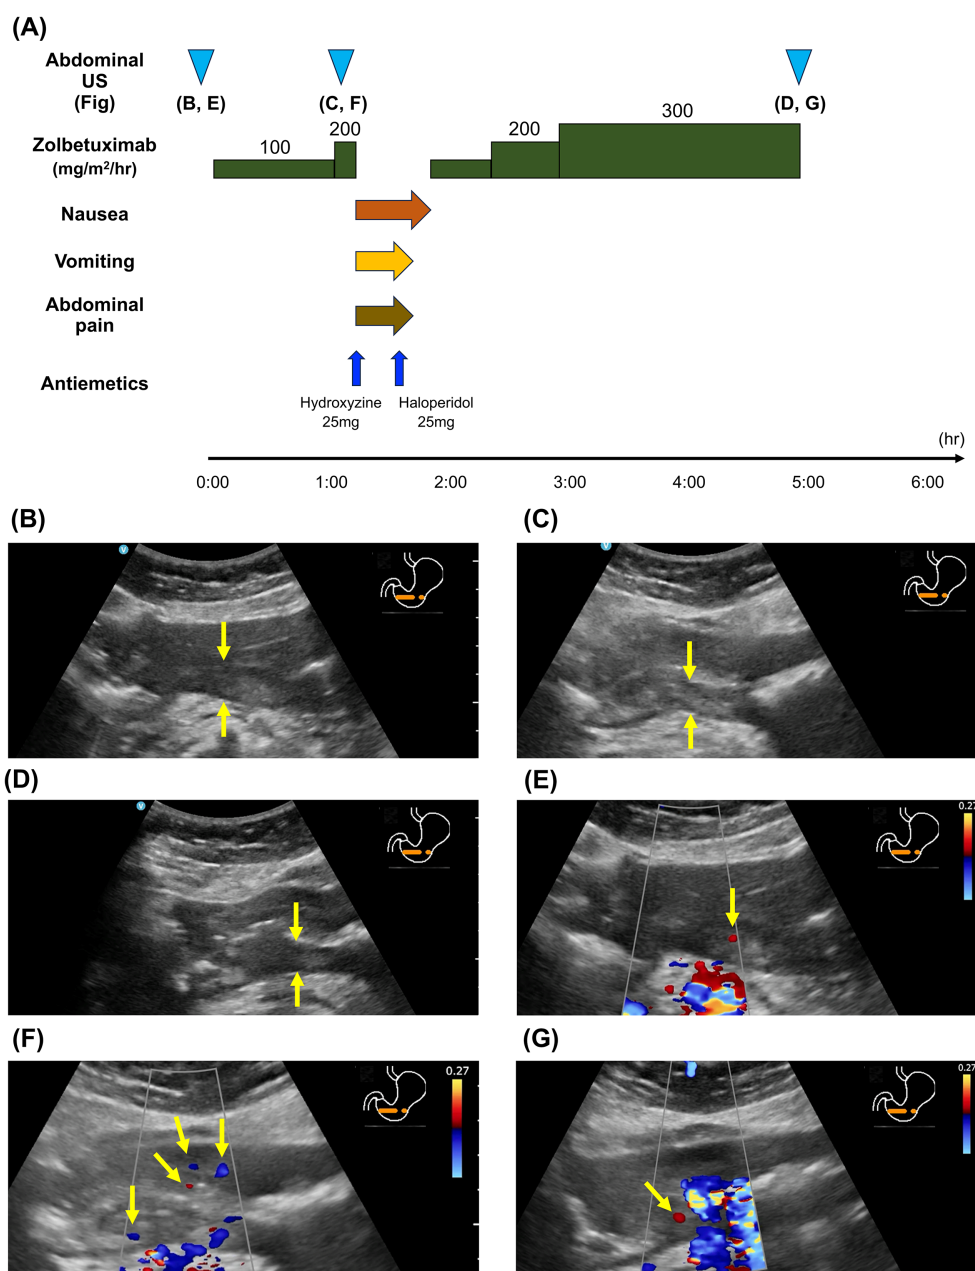 (A)
Abdominal
US
(Fig)
(B, E)
(C, F)
(D, G)
Zolbetuximab
(mg/m²/hr)
100
200
200
300
Nausea
Vomiting
Abdominal
pain
Antiemetics
Hydroxyzine
25mg
Haloperidol
25mg
(hr)
0:00 1:00 2:00 3:00 4:00 5:00 6:00
(B)
V
(C)
V
(D)
V
(E)
0.27
(F)
0.27
(G)
0.27